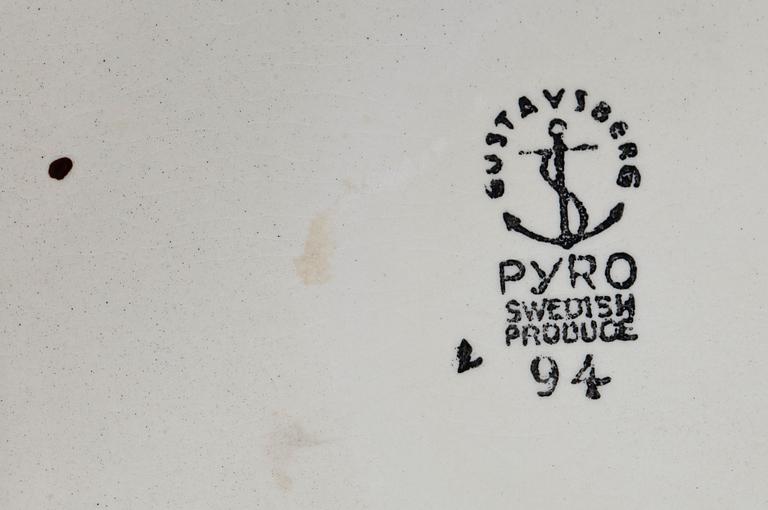 GUSTAVSBERG
PYRO
SWEDISH
PRODUCE
94